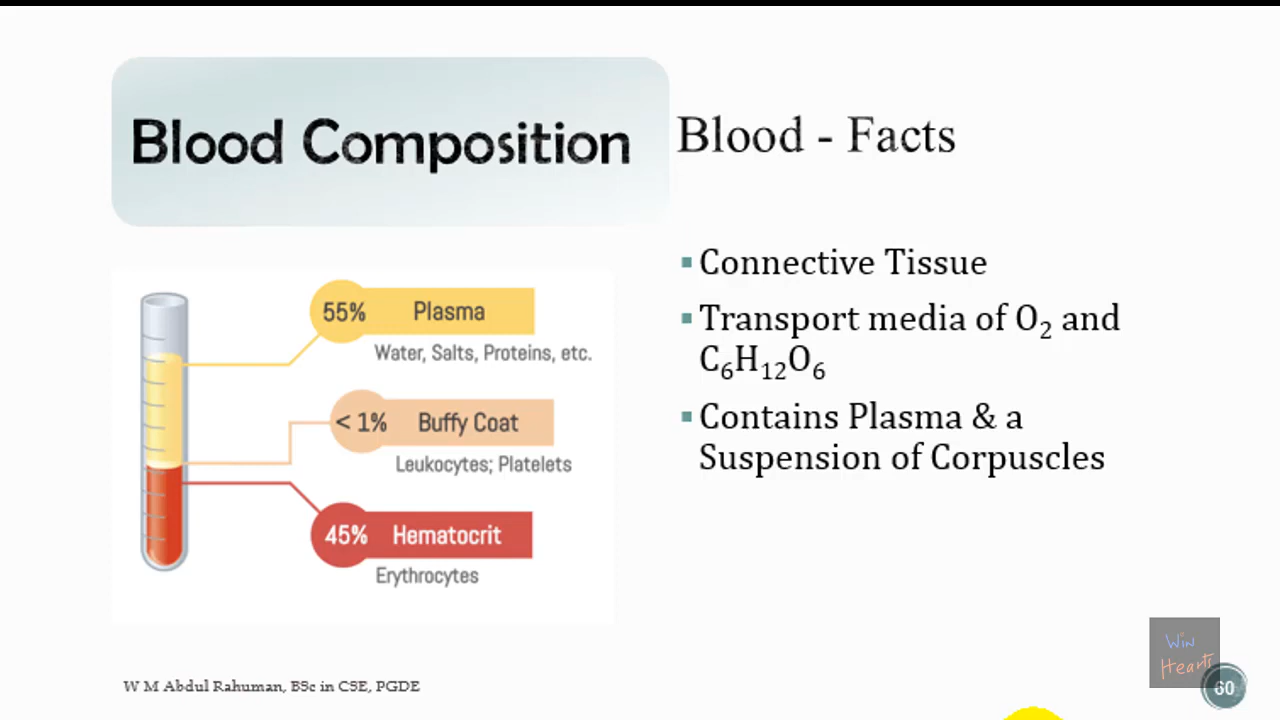 Blood Composition
55% Plasma
Water, Salts, Proteins, etc.
< 1% Buffy Coat
Leukocytes; Platelets
45% Hematocrit
Erythrocytes
Blood - Facts
▪ Connective Tissue
▪ Transport media of O₂ and
C₆H₁₂O₆
▪ Contains Plasma & a
Suspension of Corpuscles
W M Abdul Rahuman, BSc in CSE, PGDE
Win
Hearts
60